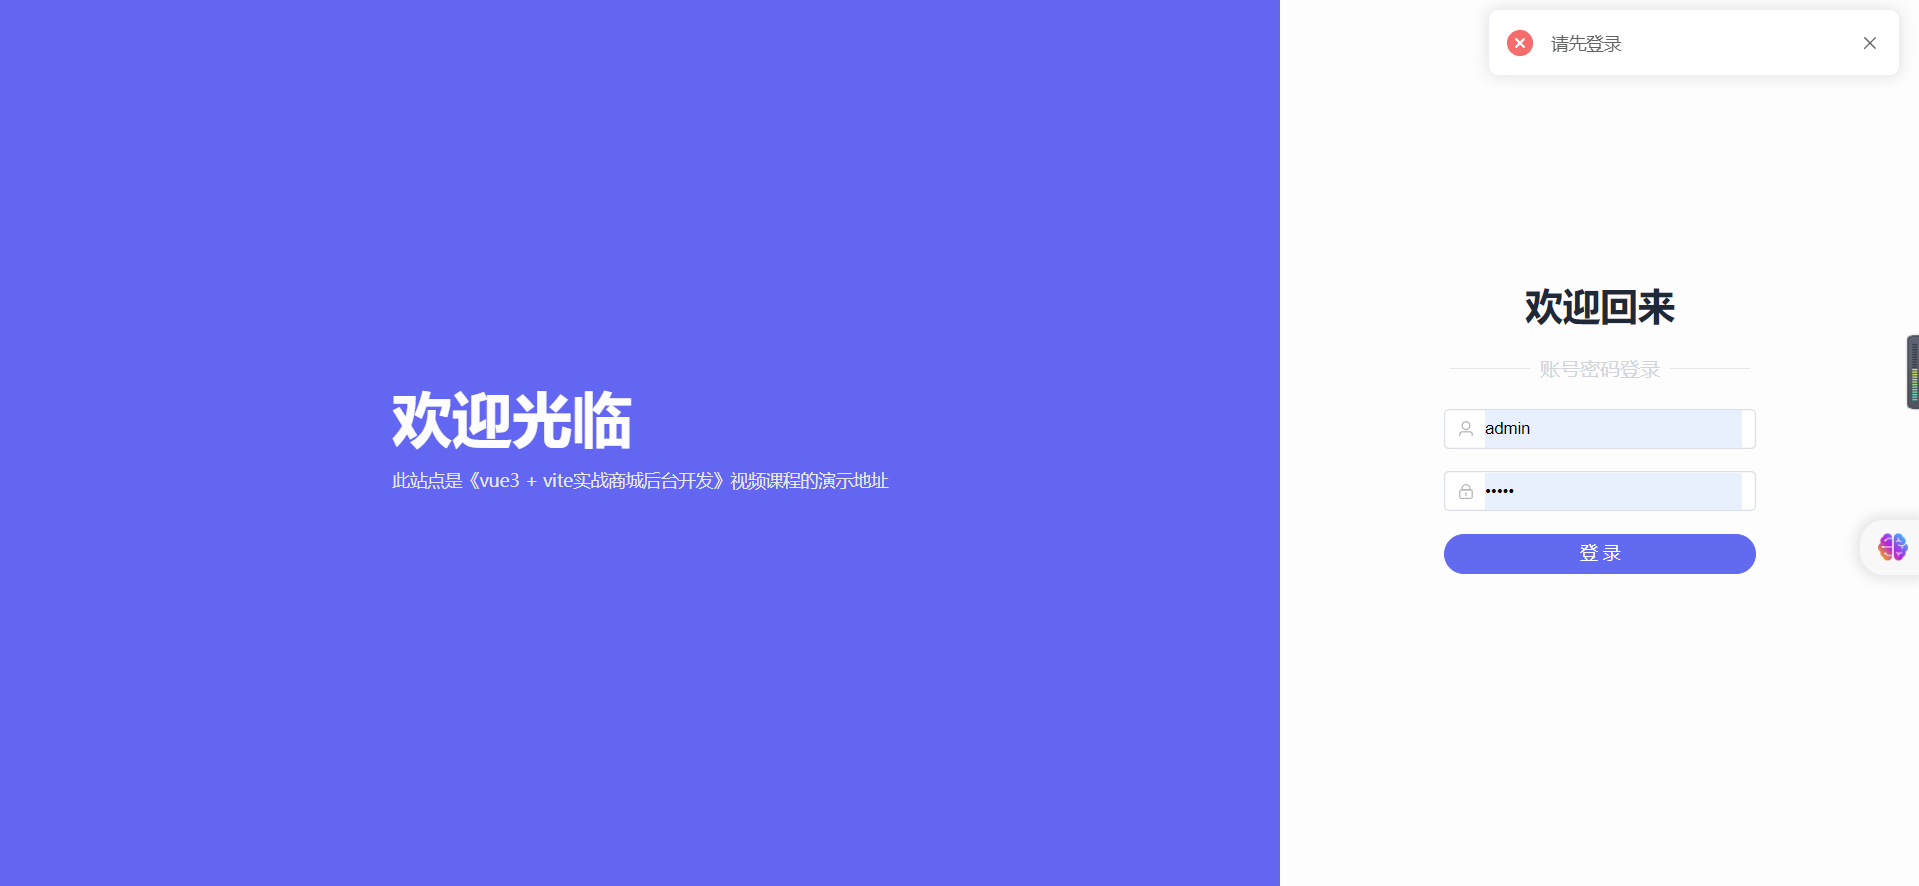 请先登录
欢迎光临
此站点是《vue3 + vite实战商城后台开发》视频课程的演示地址
欢迎回来
账号密码登录
admin
•••••
登 录